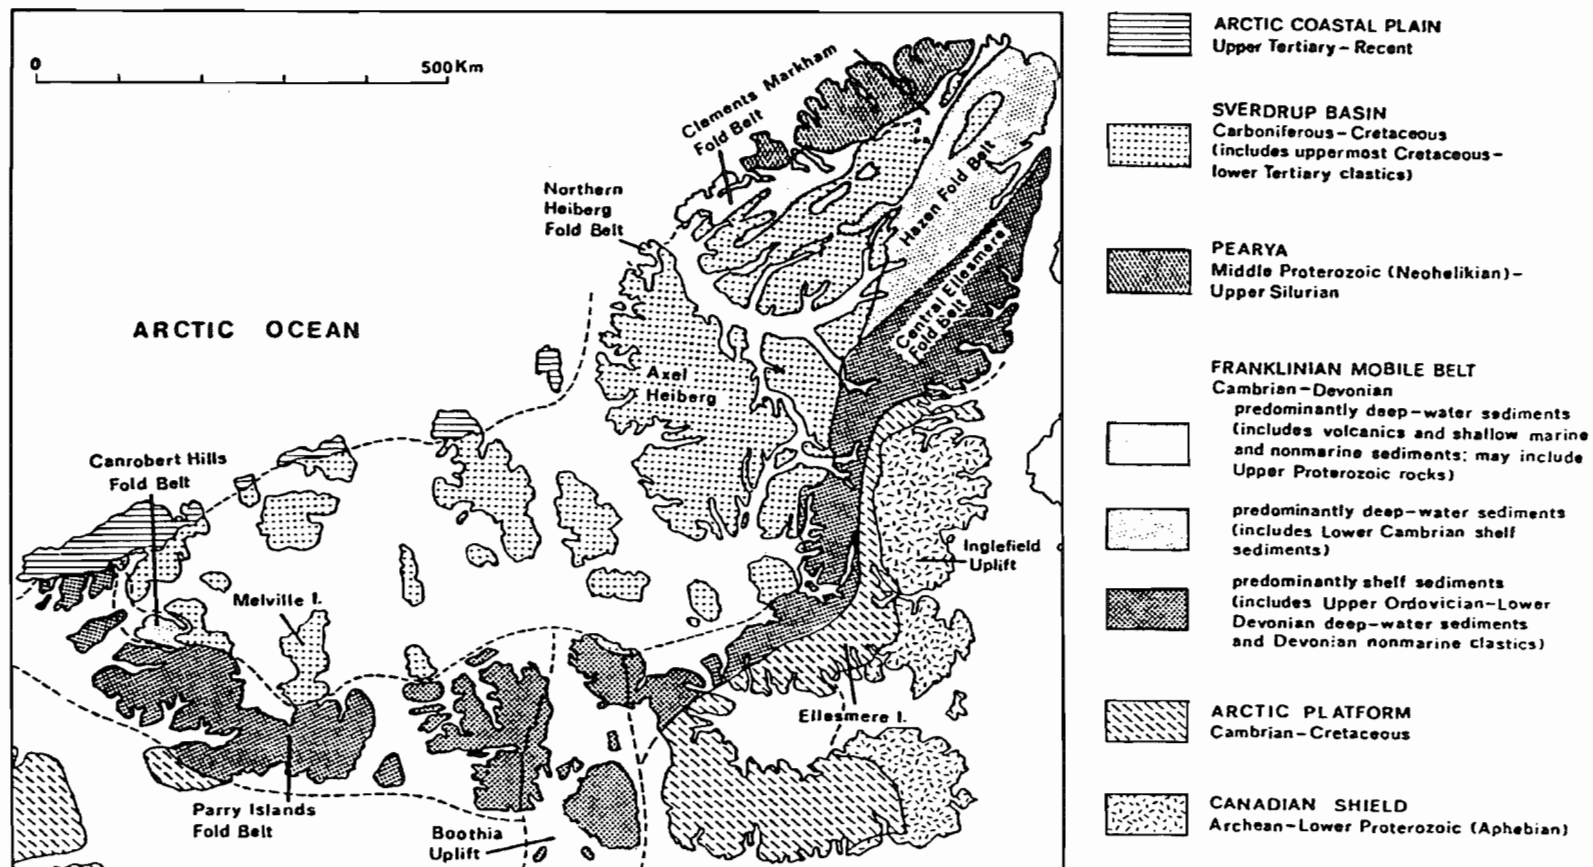 0
500 Km
Clements Markham
Fold Belt
Northern
Heiberg
Fold Belt
Hazen Fold Belt
Central Ellesmere
Fold Belt
ARCTIC OCEAN
Axel
Heiberg
Canrobert Hills
Fold Belt
Melville I.
Inglefield
Uplift
Ellesmere I.
Parry Islands
Fold Belt
Boothia
Uplift
ARCTIC COASTAL PLAIN
Upper Tertiary-Recent
SVERDRUP BASIN
Carboniferous-Cretaceous
(includes uppermost Cretaceous-
lower Tertiary clastics)
PEARYA
Middle Proterozoic (Neohelikian)-
Upper Silurian
FRANKLINIAN MOBILE BELT
Cambrian-Devonian
predominantly deep-water sediments
(includes volcanics and shallow marine
and nonmarine sediments; may include
Upper Proterozoic rocks)
predominantly deep-water sediments
(includes Lower Cambrian shelf
sediments)
predominantly shelf sediments
(includes Upper Ordovician-Lower
Devonian deep-water sediments
and Devonian nonmarine clastics)
ARCTIC PLATFORM
Cambrian-Cretaceous
CANADIAN SHIELD
Archean-Lower Proterozoic (Aphebian)